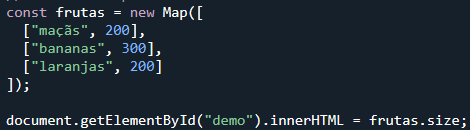 const frutas = new Map([
["maçãs", 200],
["bananas", 300],
["laranjas", 200]
]);
document.getElementById("demo").innerHTML = frutas.size;